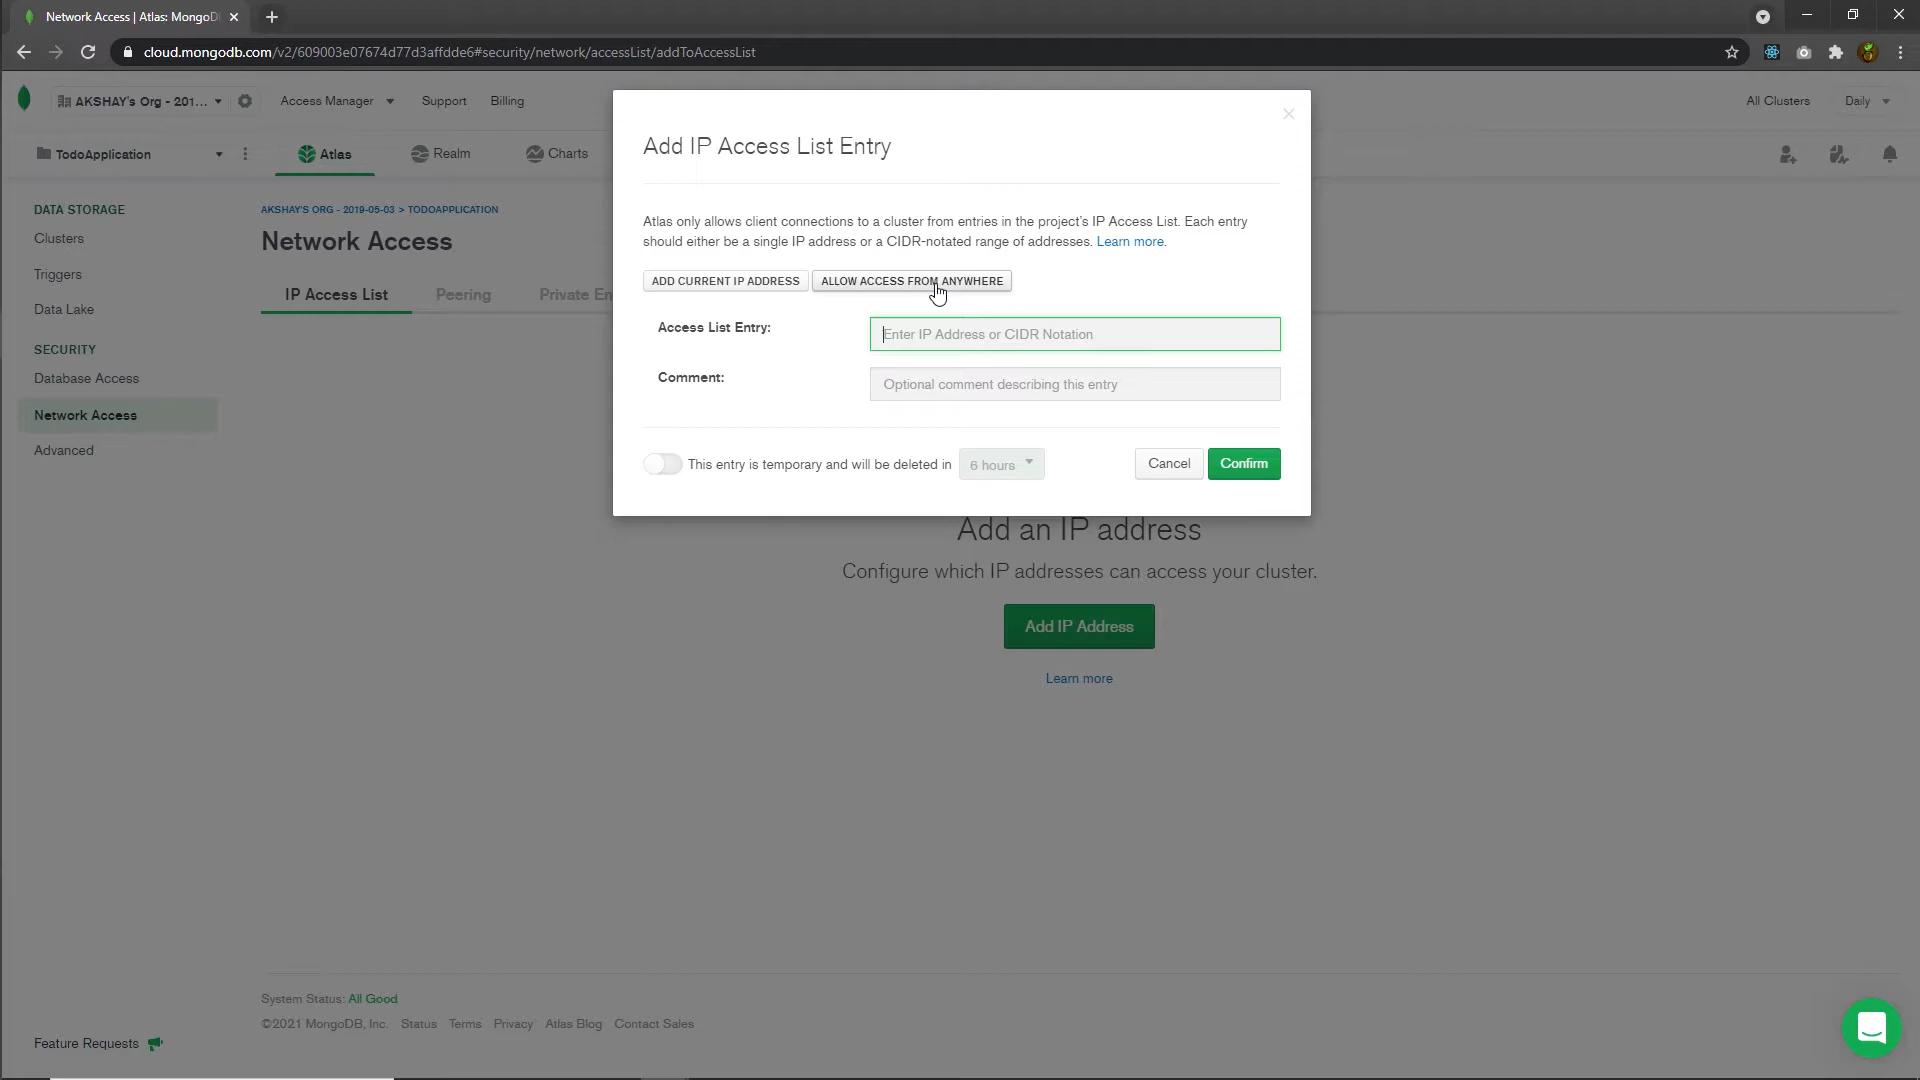 Network Access | Atlas: MongoD
cloud.mongodb.com/v2/609003e07674d77d3affdde6#security/network/accessList/addToAccessList
AKSHAY's Org - 201...
Access Manager
Support
Billing
All Clusters
Daily
TodoApplication
Atlas
Realm
Charts
DATA STORAGE
Clusters
Triggers
Data Lake
SECURITY
Database Access
Network Access
Advanced
Feature Requests
AKSHAY'S ORG - 2019-05-03 > TODOAPPLICATION
Network Access
IP Access List
Peering
Private En
Add IP Access List Entry
Atlas only allows client connections to a cluster from entries in the project's IP Access List. Each entry
should either be a single IP address or a CIDR-notated range of addresses. Learn more.
ADD CURRENT IP ADDRESS
ALLOW ACCESS FROM ANYWHERE
Access List Entry:
Enter IP Address or CIDR Notation
Comment:
Optional comment describing this entry
This entry is temporary and will be deleted in
6 hours
Cancel
Confirm
Add an IP address
Configure which IP addresses can access your cluster.
Add IP Address
Learn more
System Status: All Good
©2021 MongoDB, Inc. Status Terms Privacy Atlas Blog Contact Sales